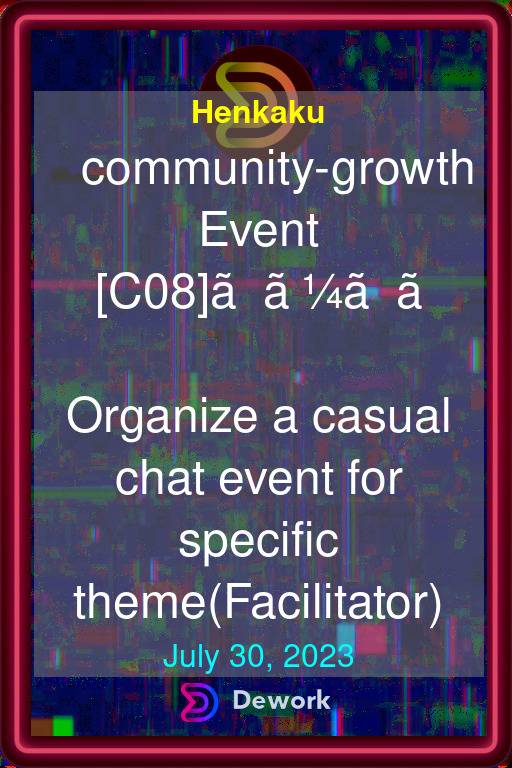 Henkaku
community-growth
Event
[C08]ã ã ¼ã ã
Organize a casual
chat event for
specific
theme(Facilitator)
July 30, 2023
Dework